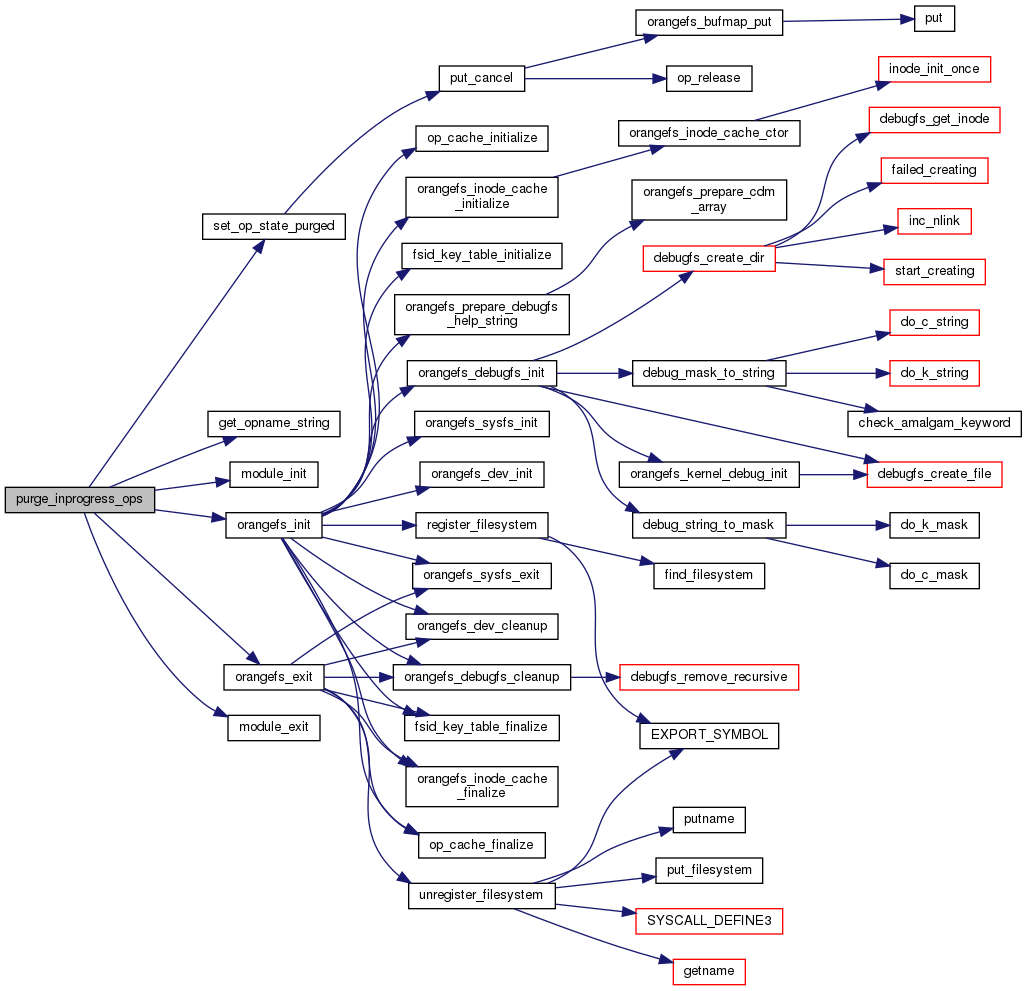 orangefs_bufmap_put
put
put_cancel
op_release
inode_init_once
op_cache_initialize
orangefs_inode_cache_ctor
debugfs_get_inode
orangefs_inode_cache
_initialize
orangefs_prepare_cdm
_array
failed_creating
set_op_state_purged
inc_nlink
fsid_key_table_initialize
debugfs_create_dir
start_creating
orangefs_prepare_debugfs
_help_string
do_c_string
orangefs_debugfs_init
debug_mask_to_string
do_k_string
get_opname_string
orangefs_sysfs_init
check_amalgam_keyword
module_init
orangefs_dev_init
orangefs_kernel_debug_init
debugfs_create_file
purge_inprogress_ops
orangefs_init
register_filesystem
debug_string_to_mask
do_k_mask
orangefs_sysfs_exit
find_filesystem
do_c_mask
orangefs_dev_cleanup
orangefs_exit
orangefs_debugfs_cleanup
debugfs_remove_recursive
module_exit
fsid_key_table_finalize
EXPORT_SYMBOL
orangefs_inode_cache
_finalize
putname
op_cache_finalize
put_filesystem
unregister_filesystem
SYSCALL_DEFINE3
getname